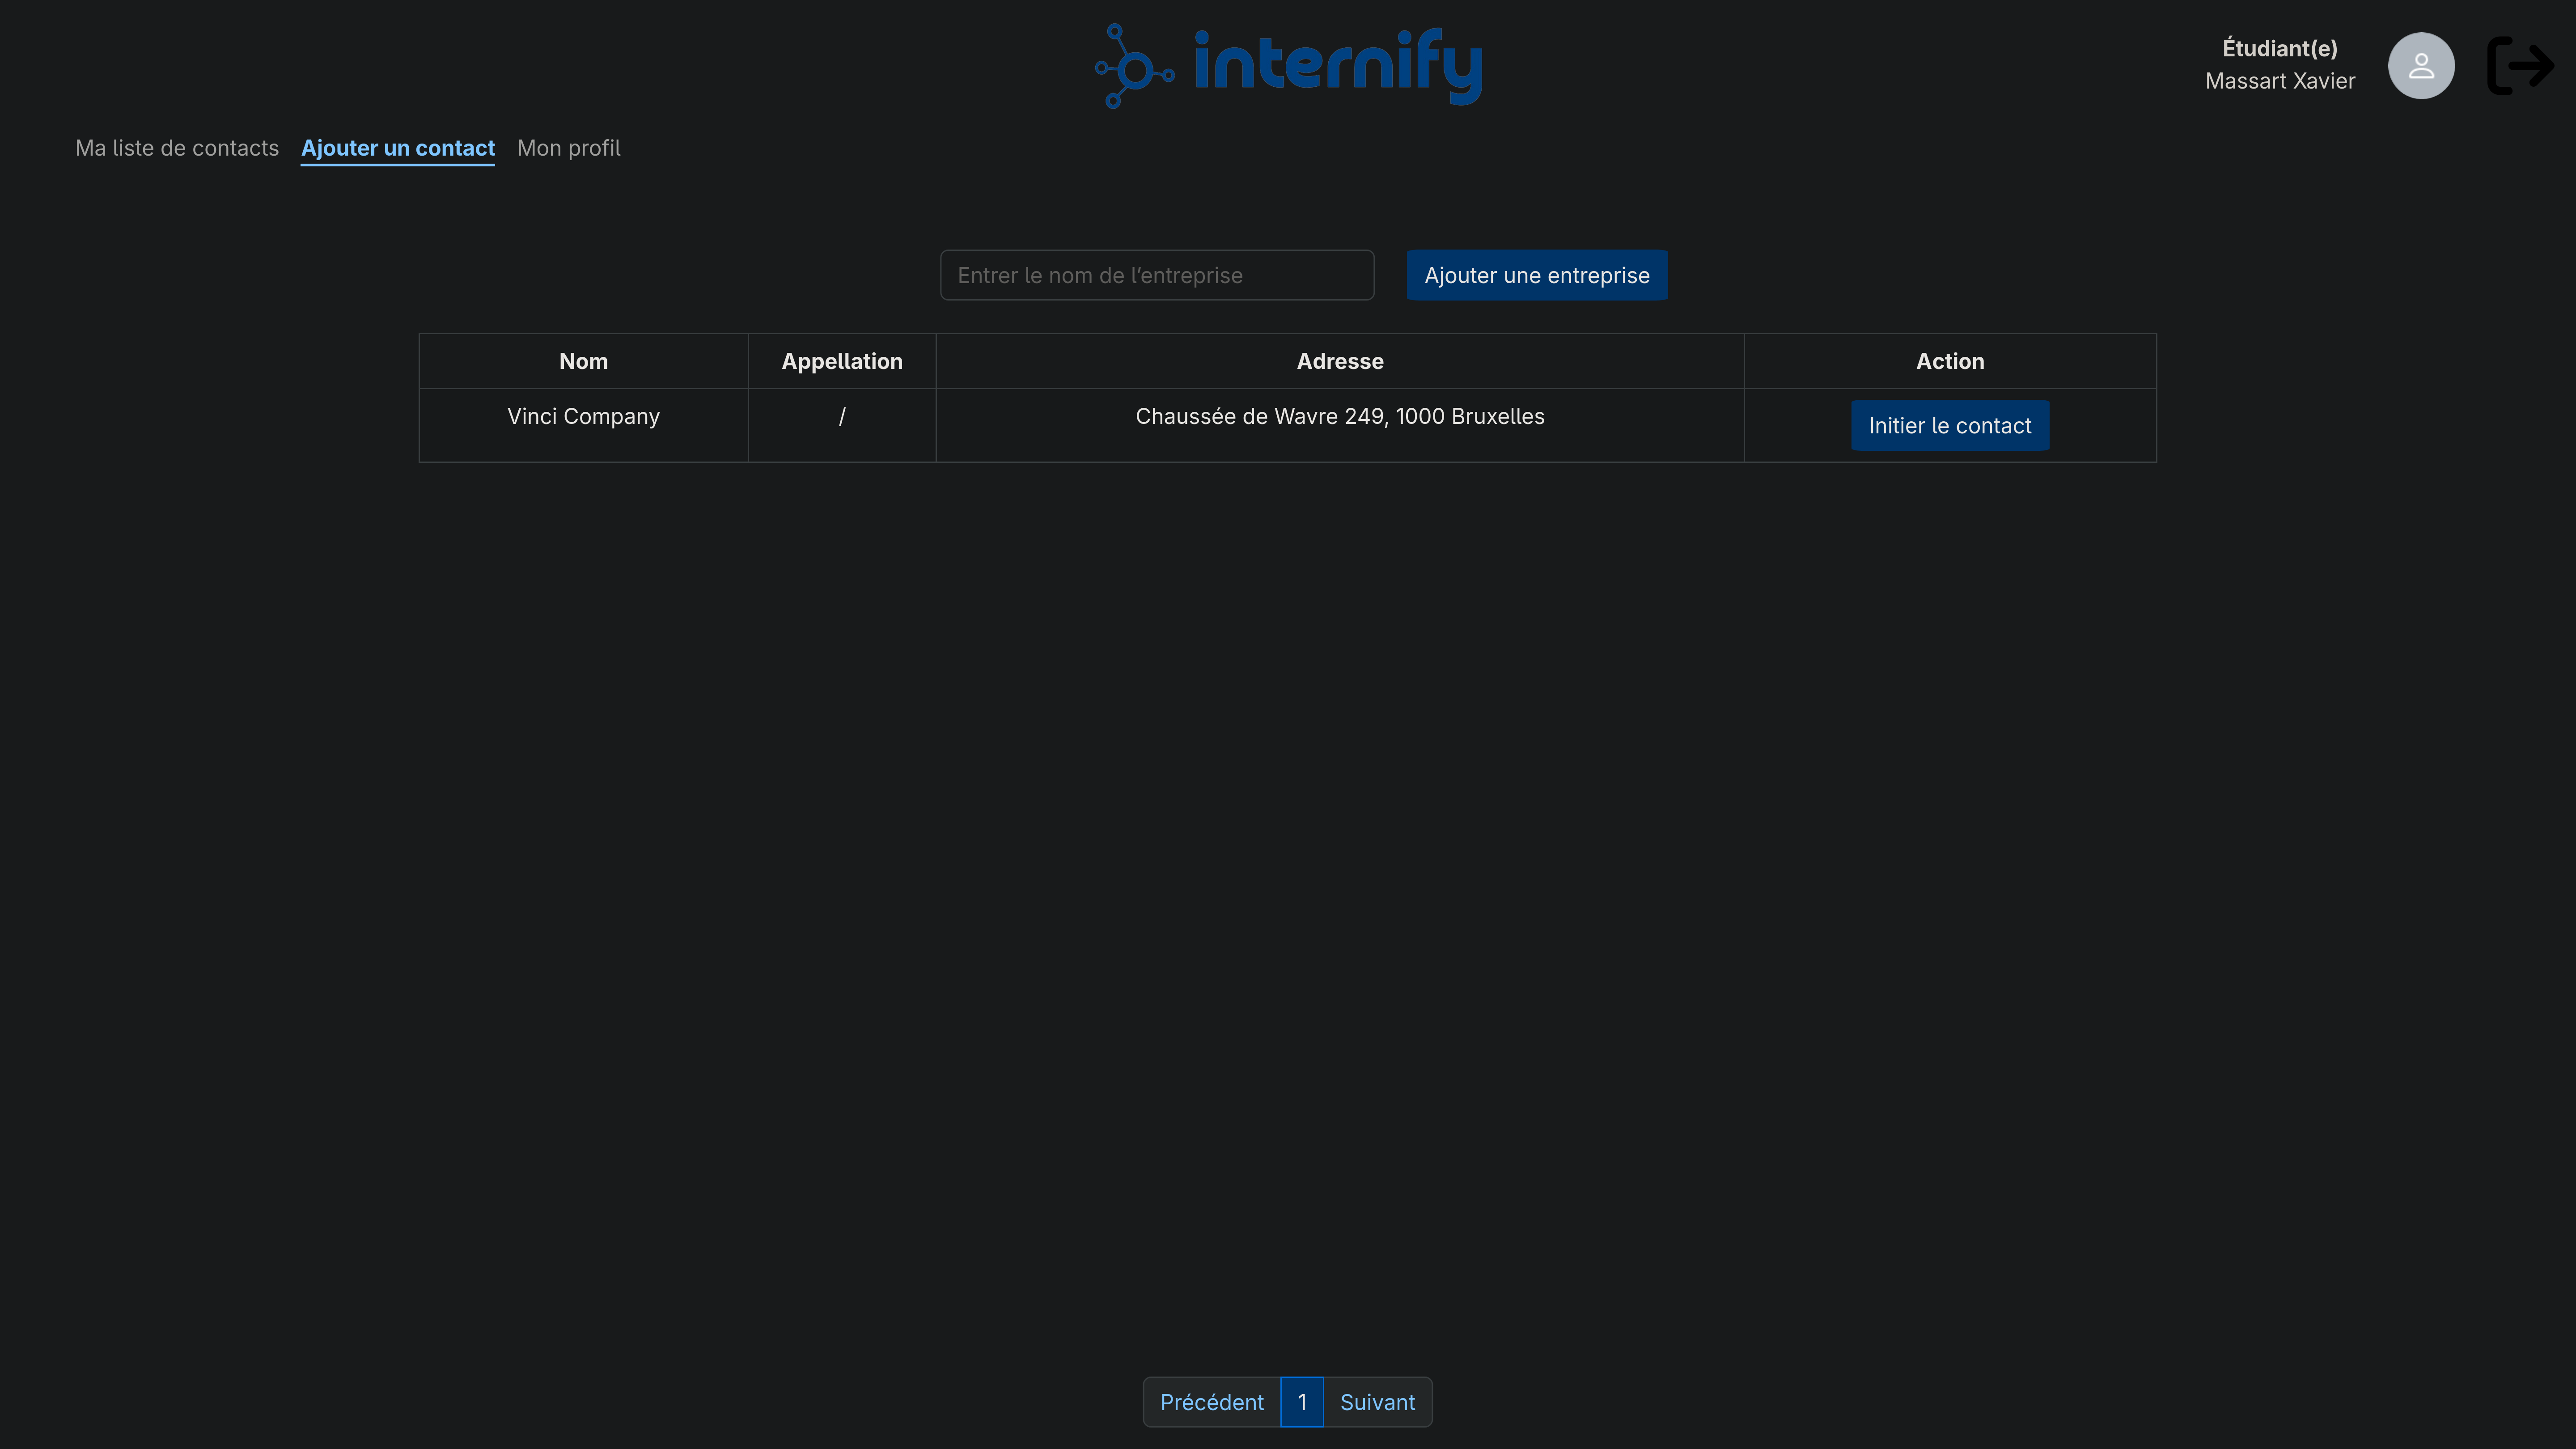 internify
Étudiant(e)
Massart Xavier
Ma liste de contacts Ajouter un contact Mon profil
Entrer le nom de l’entreprise Ajouter une entreprise
Nom Appellation Adresse Action
Vinci Company / Chaussée de Wavre 249, 1000 Bruxelles Initier le contact
Précédent 1 Suivant